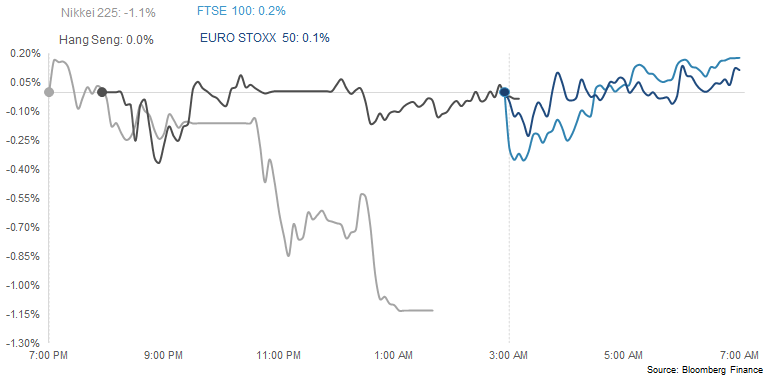 Nikkei 225: -1.1%
FTSE 100: 0.2%
Hang Seng: 0.0%
EURO STOXX 50: 0.1%
0.20%
0.05%
-0.10%
-0.25%
-0.40%
-0.55%
-0.70%
-0.85%
-1.00%
-1.15%
-1.30%
7:00 PM
9:00 PM
11:00 PM
1:00 AM
3:00 AM
5:00 AM
7:00 AM
Source: Bloomberg Finance